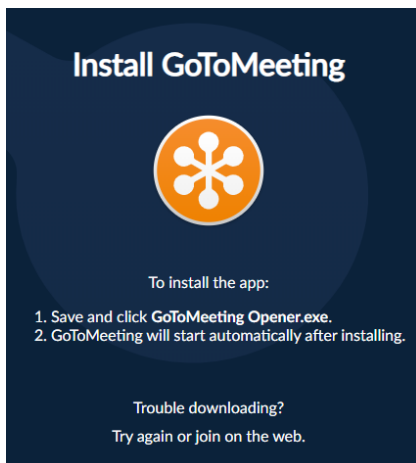 Install GoToMeeting
To install the app:
1. Save and click GoToMeeting Opener.exe.
2. GoToMeeting will start automatically after installing.
Trouble downloading?
Try again or join on the web.